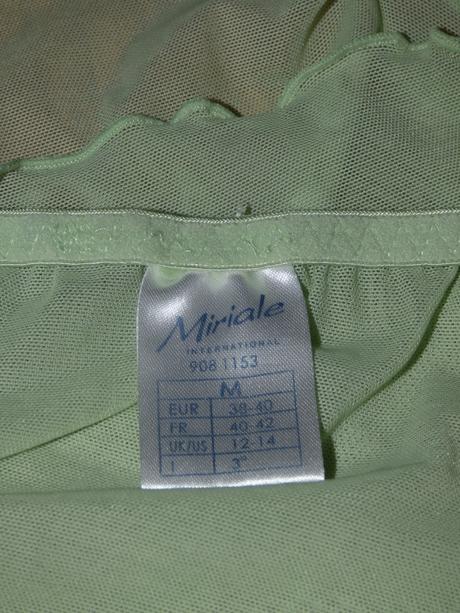 Miriale
INTERNATIONAL
908 1153
M
EUR 38-40
FR 40-42
UK/US 12-14
I 3°